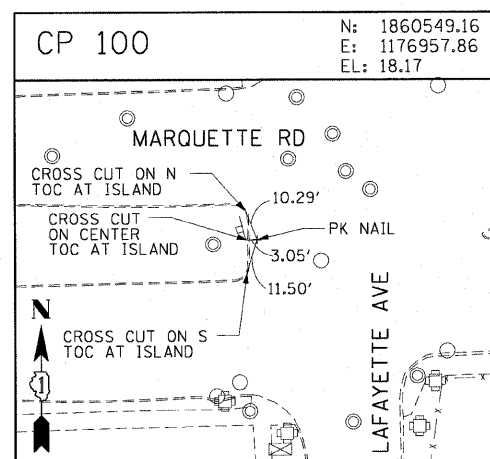 CP 100
N: 1860549.16
E: 1176957.86
EL: 18.17
MARQUETTE RD
CROSS CUT ON N
TOC AT ISLAND
10.29'
CROSS CUT
ON CENTER
TOC AT ISLAND
PK NAIL
3.05'
11.50'
N
CROSS CUT ON S
TOC AT ISLAND
1
LAFAYETTE AVE